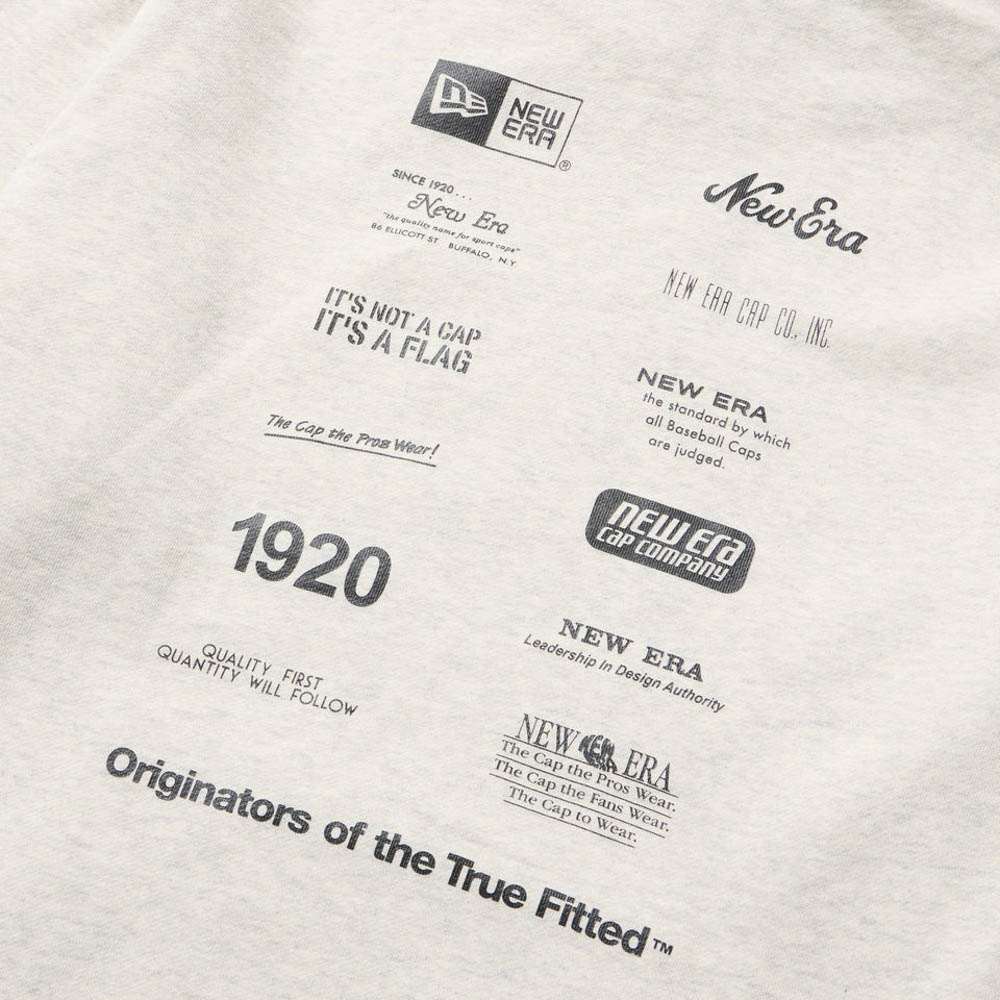 NE
NEW
ERA
®
SINCE 1920...
New Era
"the quality name for sport caps"
86 ELLICOTT ST BUFFALO, N.Y.
IT'S NOT A CAP
IT'S A FLAG
The Cap the Pros Wear!
1920
QUALITY FIRST
QUANTITY WILL FOLLOW
New Era
NEW ERA CAP CO., INC.
NEW ERA
the standard by which
all Baseball Caps
are judged.
new era
cap company
NEW ERA
Leadership In Design Authority
NEW ERA
The Cap the Pros Wear.
The Cap the Fans Wear.
The Cap to Wear.
Originators of the True Fitted™